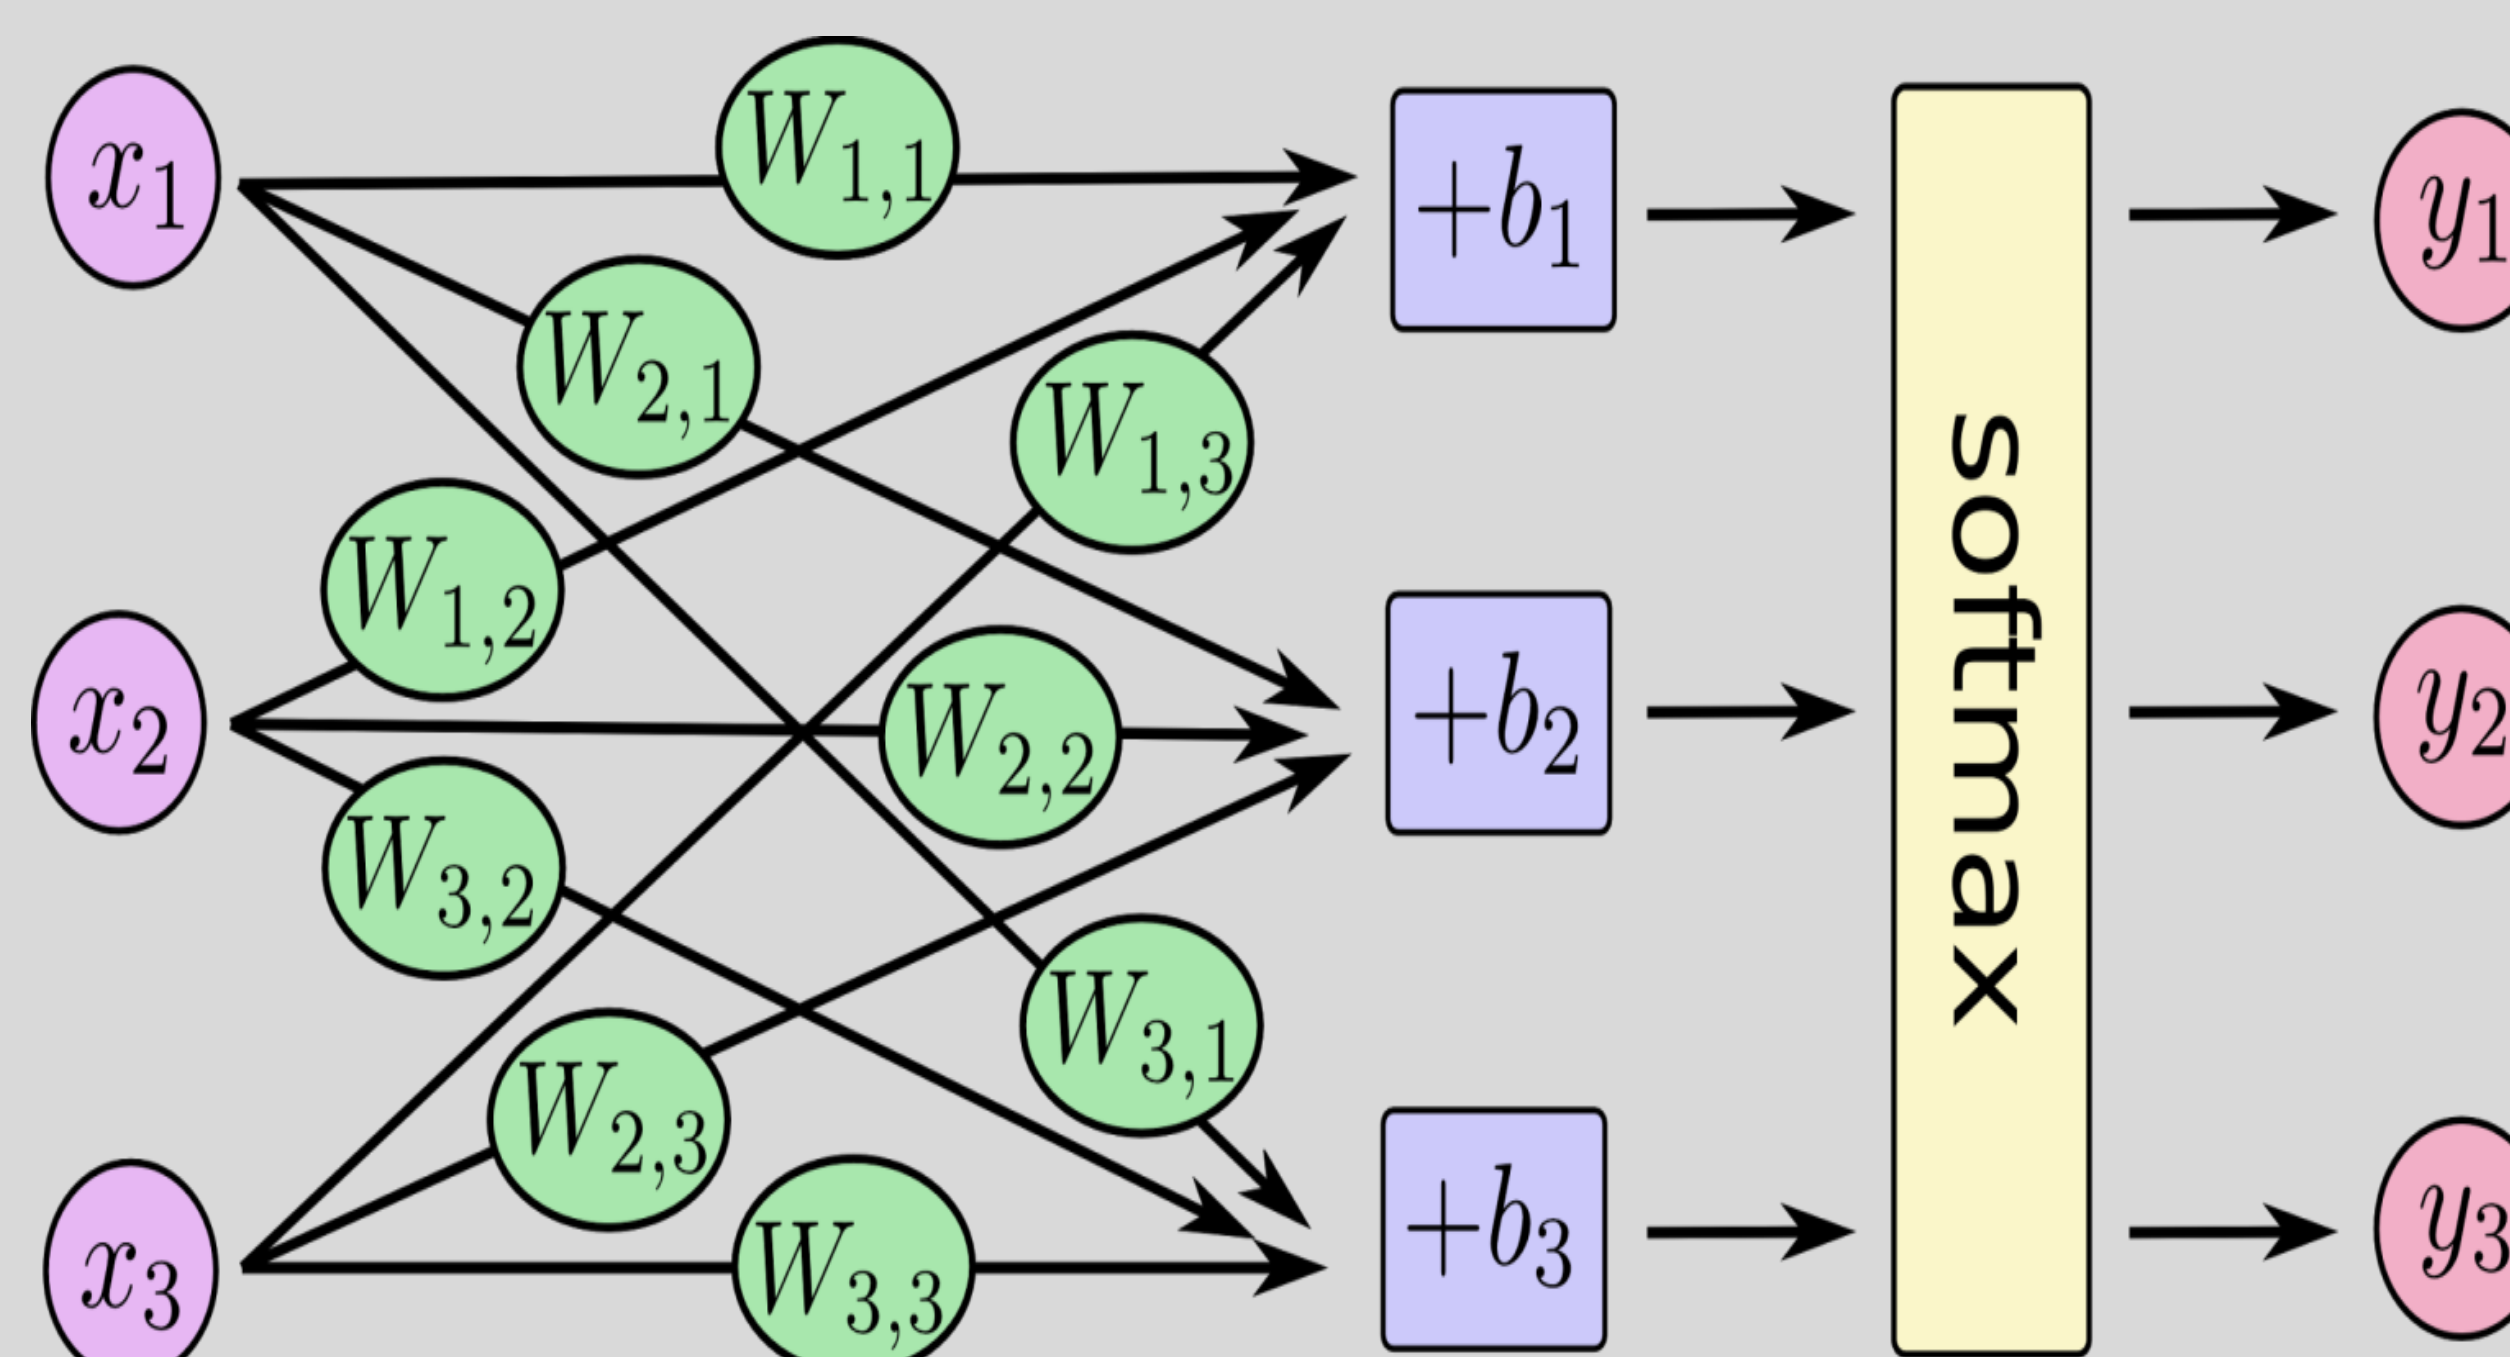 x1
W1,1
+b1
y1
W2,1
W1,3
W1,2
softmax
x2
W2,2
+b2
y2
W3,2
W3,1
W2,3
x3
W3,3
+b3
y3